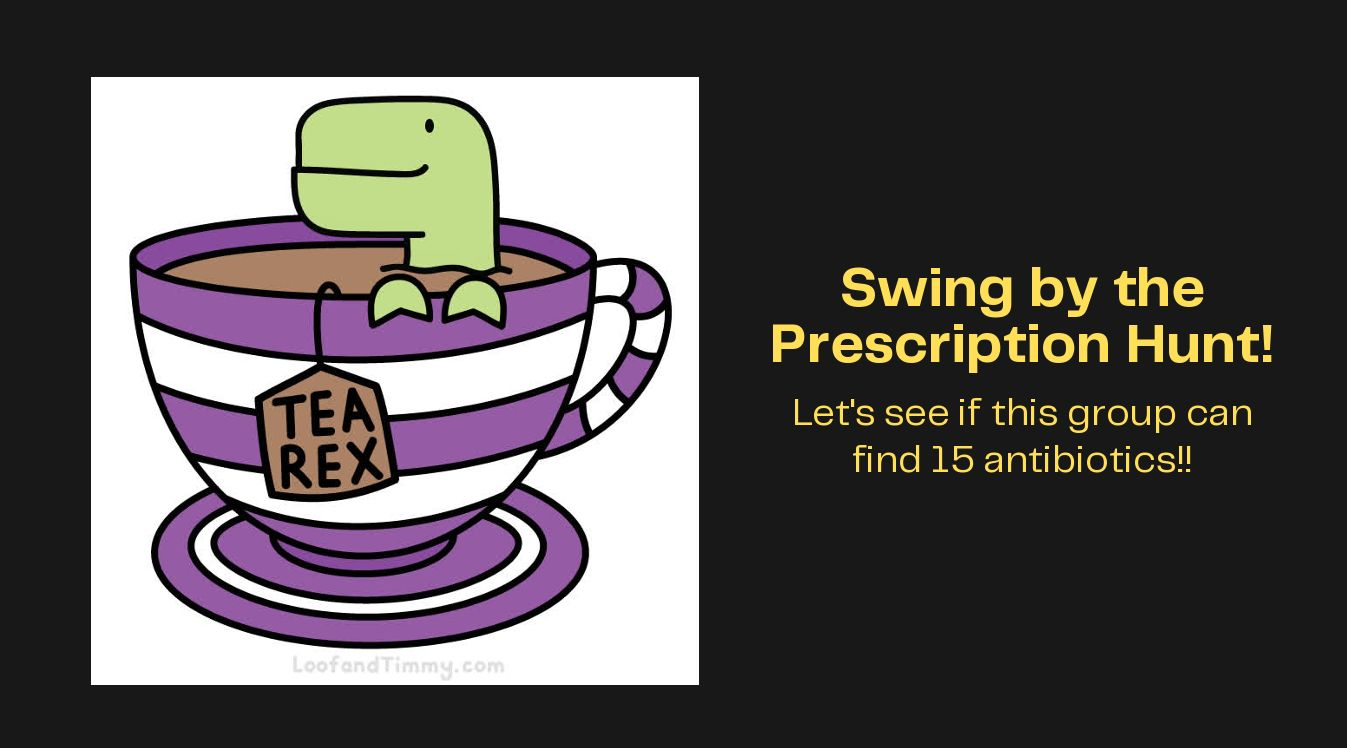 TEA
REX
LoofandTimmy.com
Swing by the
Prescription Hunt!
Let's see if this group can
find 15 antibiotics!!